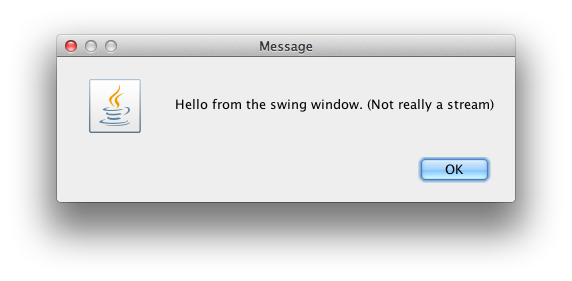 Message
Hello from the swing window. (Not really a stream)
OK